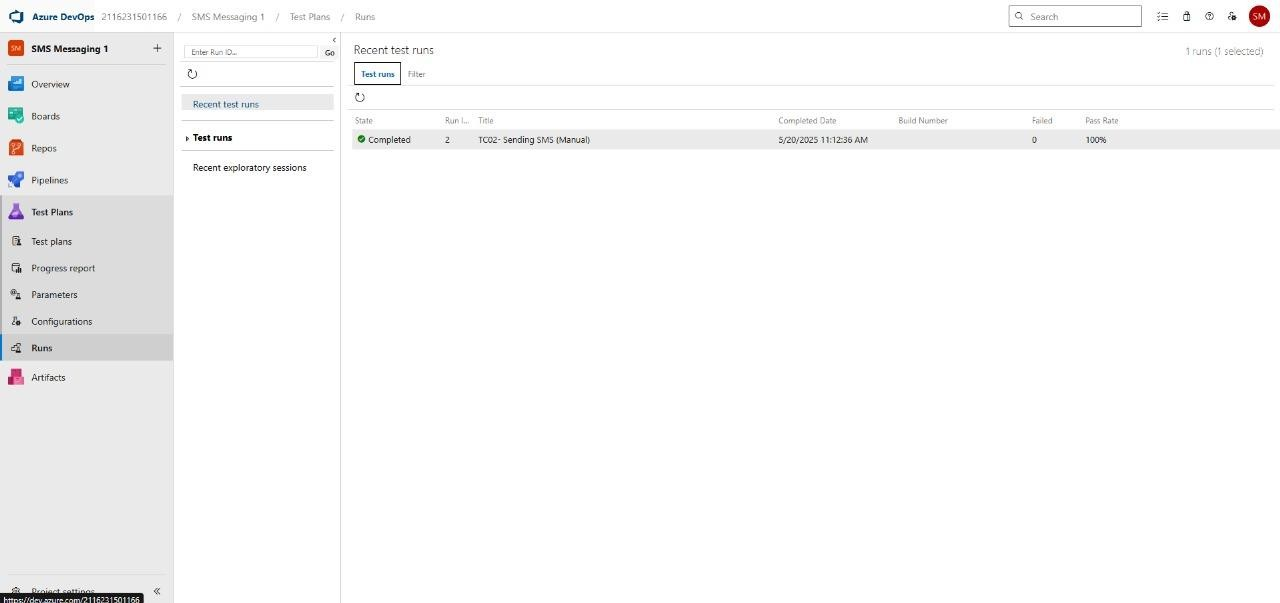 Azure DevOps 2116231501166 / SMS Messaging 1 / Test Plans / Runs
Search
SM
SM SMS Messaging 1 +
Overview
Boards
Repos
Pipelines
Test Plans
Test plans
Progress report
Parameters
Configurations
Runs
Artifacts
Project settings
https://dev.azure.com/2116231501166
Enter Run ID...
Go
Recent test runs
Test runs
Recent exploratory sessions
Recent test runs
1 runs (1 selected)
Test runs Filter
State Run I... Title Completed Date Build Number Failed Pass Rate
Completed 2 TC02- Sending SMS (Manual) 5/20/2025 11:12:36 AM 0 100%